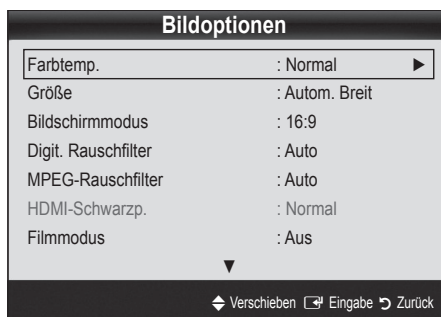 Bildoptionen
Farbtemp. : Normal ►
Größe : Autom. Breit
Bildschirmmodus : 16:9
Digit. Rauschfilter : Auto
MPEG-Rauschfilter : Auto
HDMI-Schwarzp. : Normal
Filmmodus : Aus
▼
Verschieben Eingabe Zurück